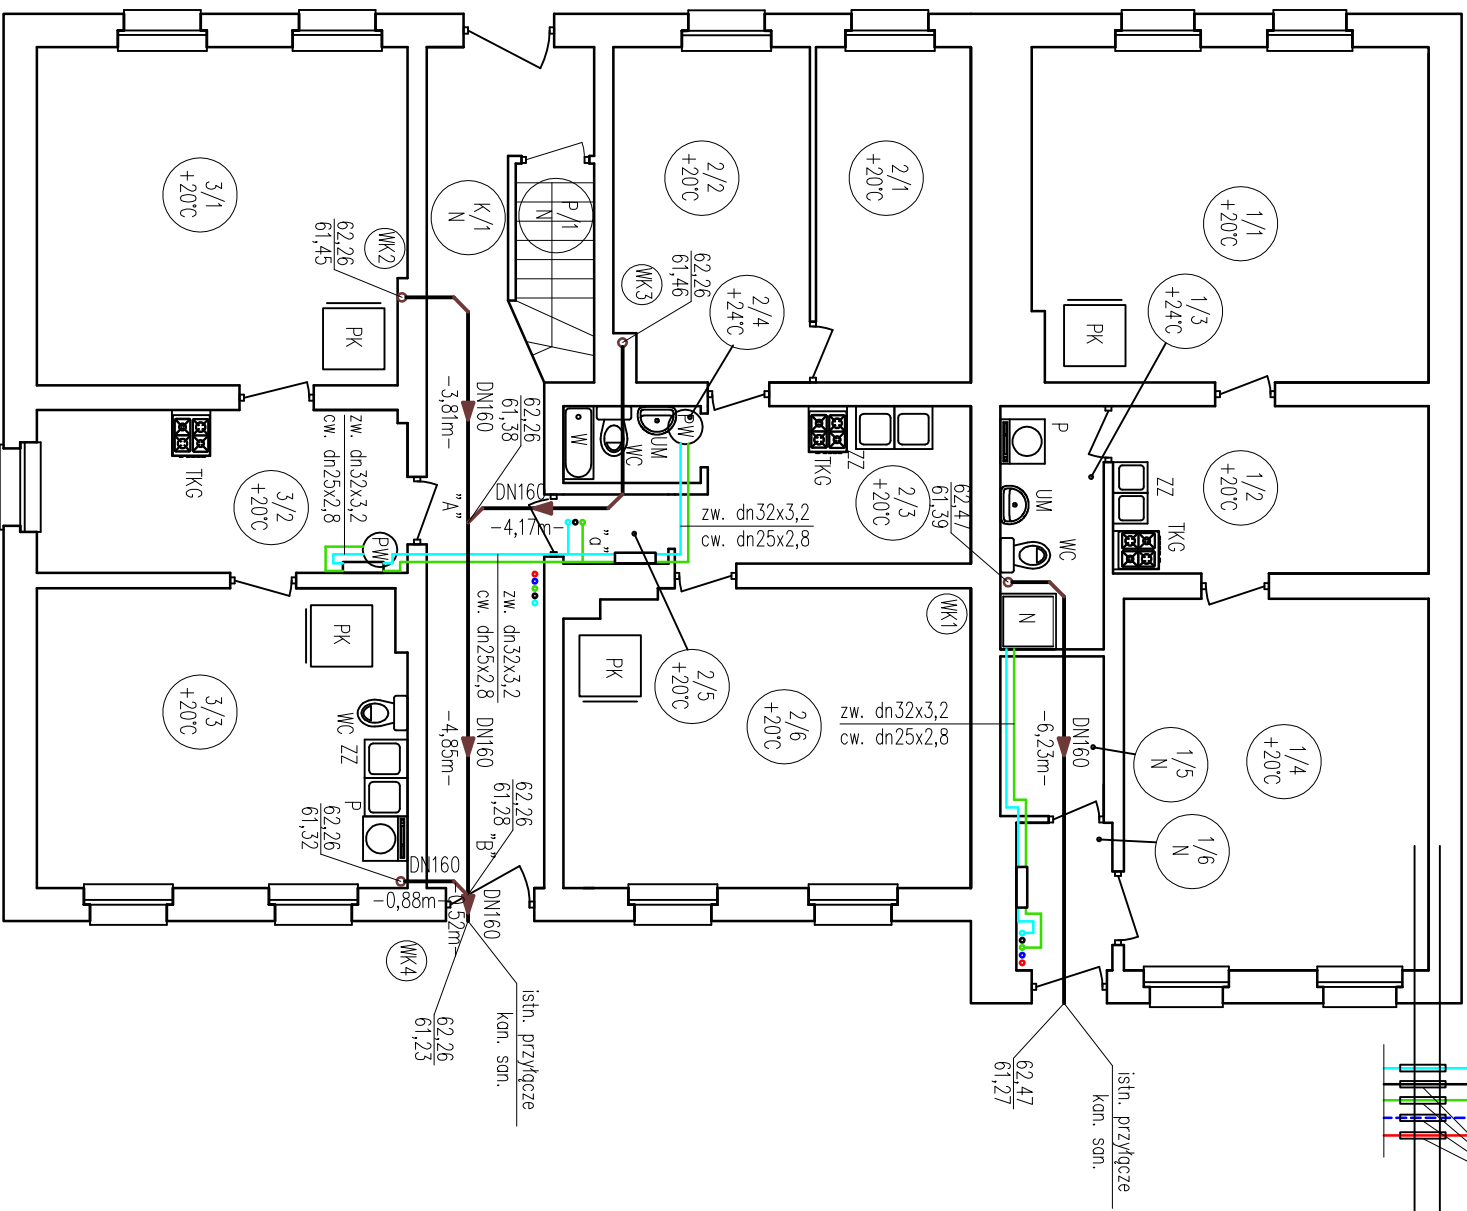 3/1
+20°C
K/1
N
P/1
N
2/2
+20°C
2/1
+20°C
1/1
+20°C
1/3
+24°C
2/4
+24°C
WK2
62,26
61,45
WK3
62,26
61,46
PK
PK
-3,81m-
DN160
62,26
61,38
W
WC
UM
PW
TKG
ZZ
2/3
+20°C
62,47
61,39
P
UM
WC
ZZ
TKG
1/2
+20°C
TKG
3/2
+20°C
zw. dn32x3,2
cw. dn25x2,8
PW
"A"
DN160
-4,17m-
"a"
zw. dn32x3,2
cw. dn25x2,8
zw. dn32x3,2
cw. dn25x2,8
WK1
N
PK
PK
2/5
+20°C
2/6
+20°C
zw. dn32x3,2
cw. dn25x2,8
3/3
+20°C
WC
ZZ
P
-4,85m-
DN160
-6,23m-
DN160
1/5
N
1/4
+20°C
1/6
N
62,26
61,32
62,26
61,28
"B"
DN160
-0,88m-
0,52m-
DN160
WK4
62,26
61,23
istn. przyłącze
kan. san.
62,47
61,27
istn. przyłącze
kan. san.